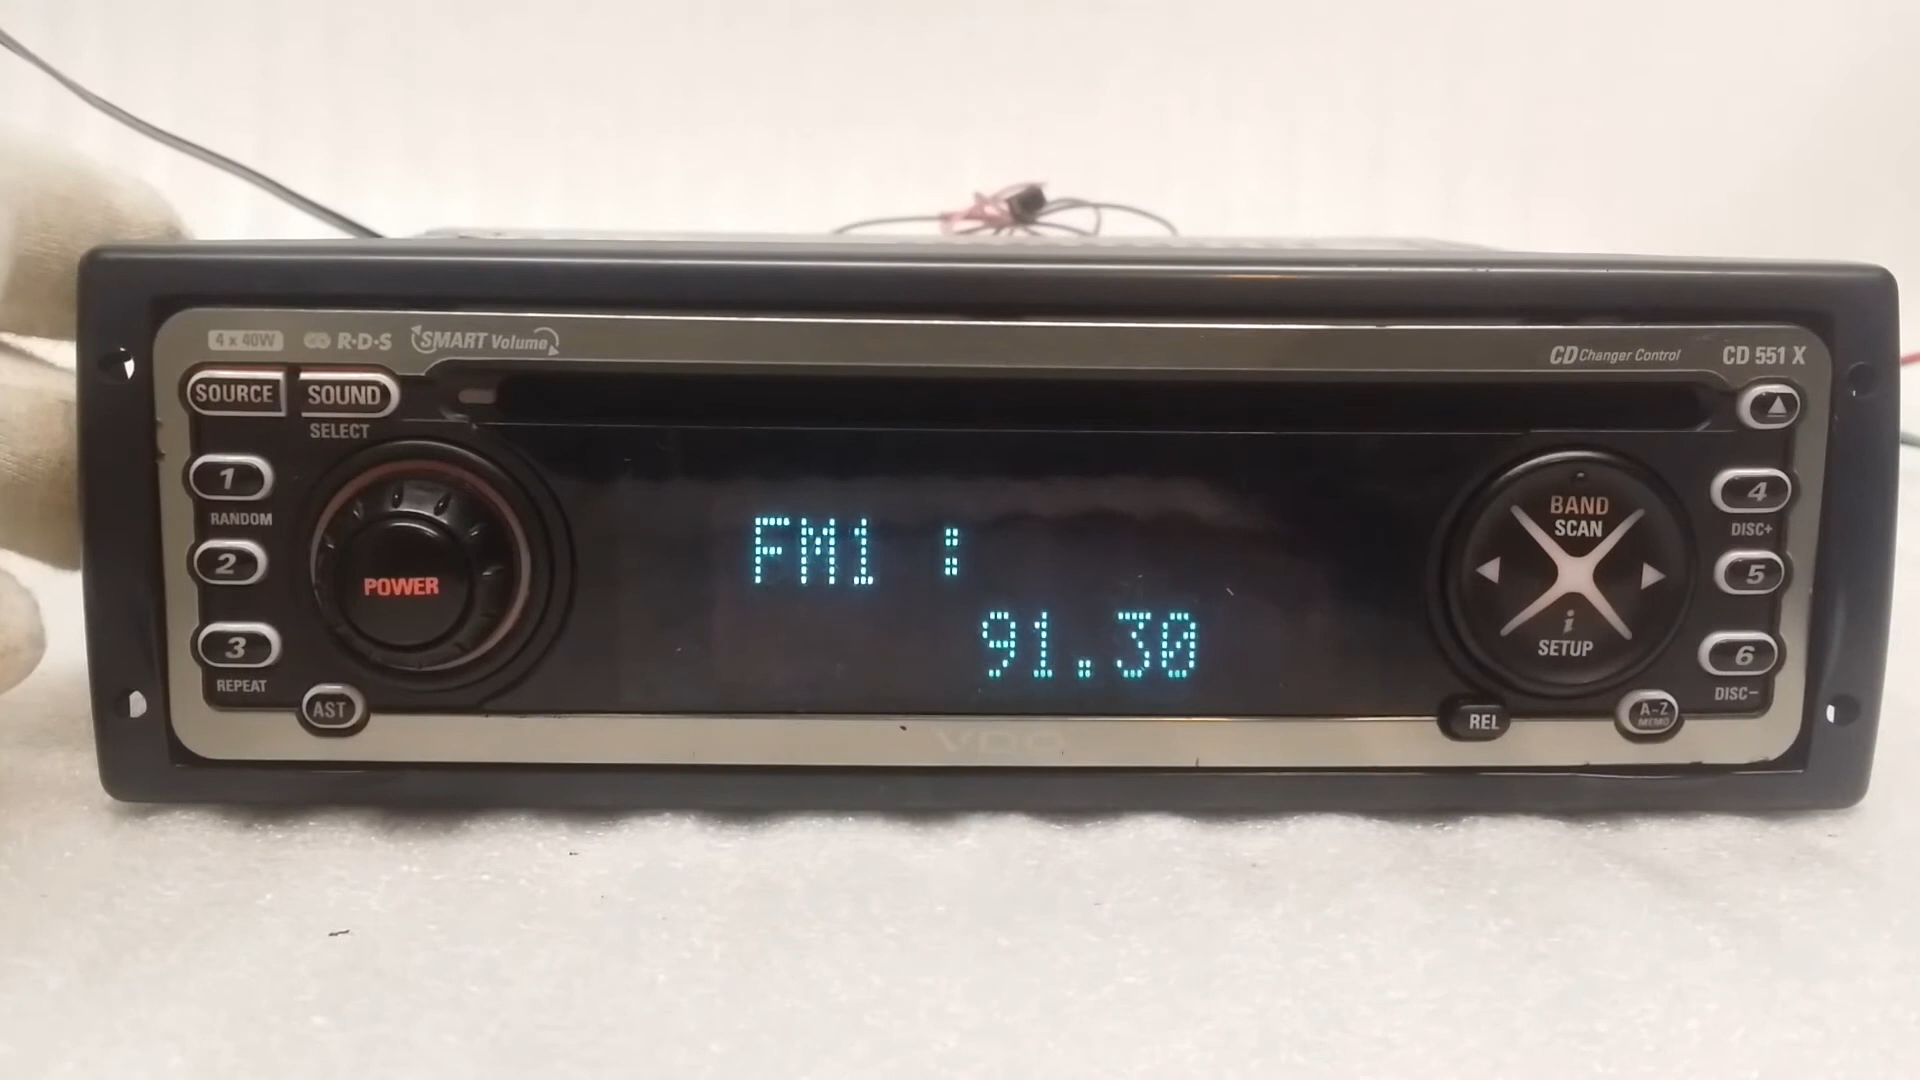 4 x 40W R·D·S SMART Volume CD Changer Control CD 551 X
SOURCE SOUND
SELECT
1
RANDOM
2
3
REPEAT
AST
POWER
FM1 :
91.30
BAND
SCAN
i
SETUP
4
DISC+
5
6
DISC-
REL
A-Z
MEMO
VDO